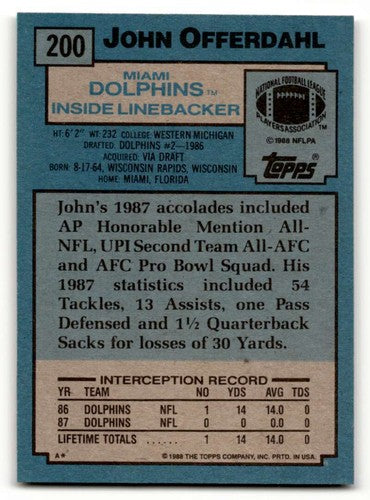 200
JOHN OFFERDAHL
MIAMI
DOLPHINS TM
INSIDE LINEBACKER
NATIONAL FOOTBALL LEAGUE
PLAYERS ASSOCIATION
© 1988 NFLPA
Topps®
HT: 6'2" WT: 232 COLLEGE: WESTERN MICHIGAN
DRAFTED: DOLPHINS #2—1986
ACQUIRED: VIA DRAFT
BORN: 8-17-64, WISCONSIN RAPIDS, WISCONSIN
HOME: MIAMI, FLORIDA
John's 1987 accolades included
AP Honorable Mention All-
NFL, UPI Second Team All-AFC
and AFC Pro Bowl Squad. His
1987 statistics included 54
Tackles, 13 Assists, one Pass
Defensed and 1½ Quarterback
Sacks for losses of 30 Yards.
INTERCEPTION RECORD
YR TEAM NO YDS AVG TDS
86 DOLPHINS NFL 1 14 14.0 0
87 DOLPHINS NFL 0 0 0.0 0
LIFETIME TOTALS ...... 1 14 14.0 0
A* © 1988 THE TOPPS COMPANY, INC. PRTD. IN U.S.A.